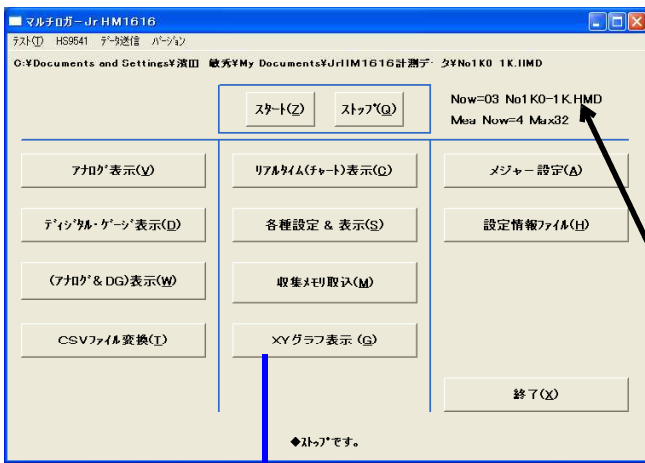 マルチロガーJr HM1616
テスト(T) HS9541 データ送信 バージョン
C:¥Documents and Settings¥濱田 敏秀¥My Documents¥JrHM1616計測データ¥No1K0 1K.HMD
スタート(Z) ストップ(Q)
Now=03 No1K0-1K.HMD
Mea Now=4 Max32
アナログ表示(V) リアルタイム(チャート)表示(C) メジャー設定(A)
ディジタル・ゲージ表示(D) 各種設定 & 表示(S) 設定情報ファイル(H)
(アナログ& DG)表示(W) 収集メモリ取込(M)
CSVファイル変換(T) XYグラフ表示 (G)
終了(X)
◆ストップです。